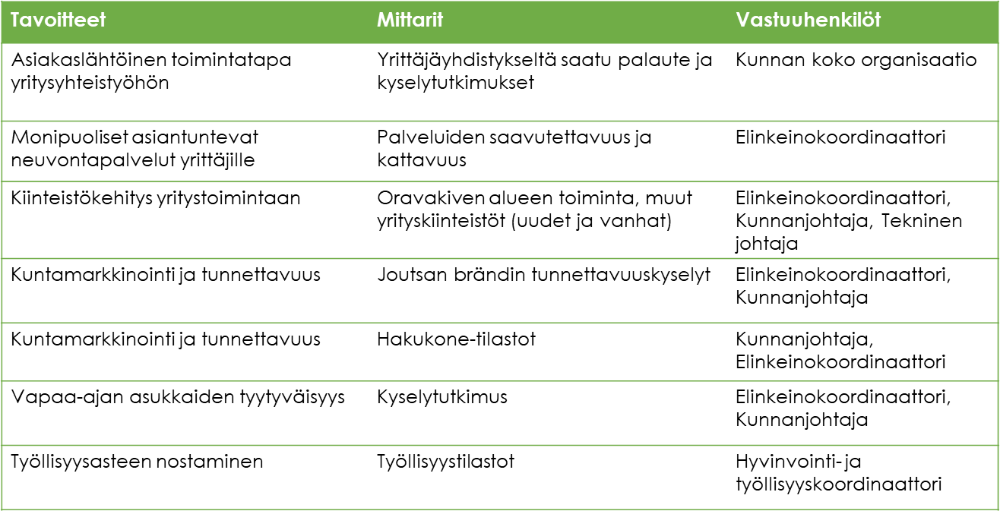 Tavoitteet Mittarit Vastuuhenkilöt
Asiakaslähtöinen toimintatapa
yritysyhteistyöhön
Yrittäjäyhdistykseltä saatu palaute ja
kyselytutkimukset
Kunnan koko organisaatio
Monipuoliset asiantuntevat
neuvontapalvelut yrittäjille
Palveluiden saavutettavuus ja
kattavuus
Elinkeinokoordinaattori
Kiinteistökehitys yritystoimintaan
Oravakiven alueen toiminta, muut
yrityskiinteistöt (uudet ja vanhat)
Elinkeinokoordinaattori,
Kunnanjohtaja, Tekninen
johtaja
Kuntamarkkinointi ja tunnettavuus
Joutsan brändin tunnettavuuskyselyt
Elinkeinokoordinaattori,
Kunnanjohtaja
Kuntamarkkinointi ja tunnettavuus
Hakukone-tilastot
Kunnanjohtaja,
Elinkeinokoordinaattori
Vapaa-ajan asukkaiden tyytyväisyys
Kyselytutkimus
Elinkeinokoordinaattori,
Kunnanjohtaja
Työllisyysasteen nostaminen
Työllisyystilastot
Hyvinvointi- ja
työllisyyskoordinaattori